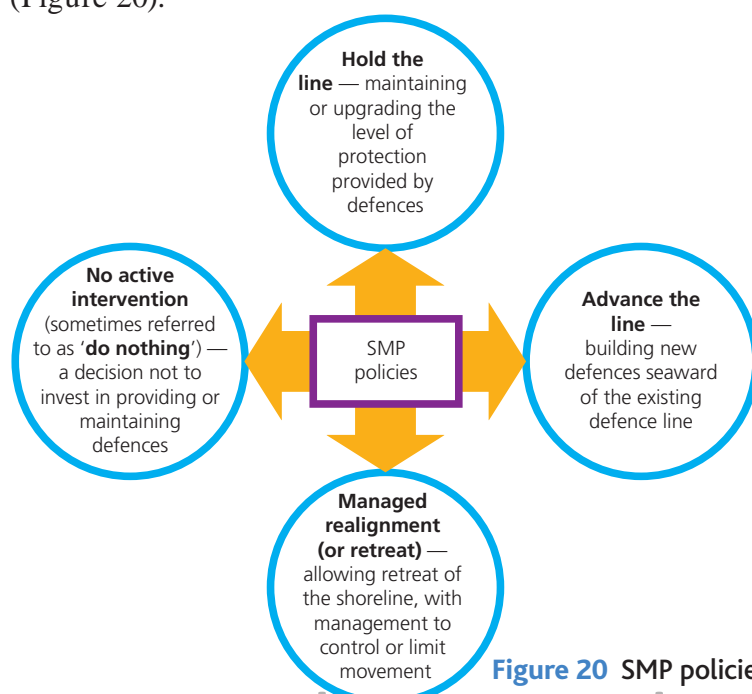 (Figure 20).
Hold the
line — maintaining
or upgrading the
level of
protection
provided by
defences
No active
intervention
(sometimes referred
to as ‘do nothing’) —
a decision not to
invest in providing or
maintaining
defences
SMP
policies
Advance the
line —
building new
defences seaward
of the existing
defence line
Managed
realignment
(or retreat) —
allowing retreat of
the shoreline, with
management to
control or limit
movement
Figure 20 SMP policie